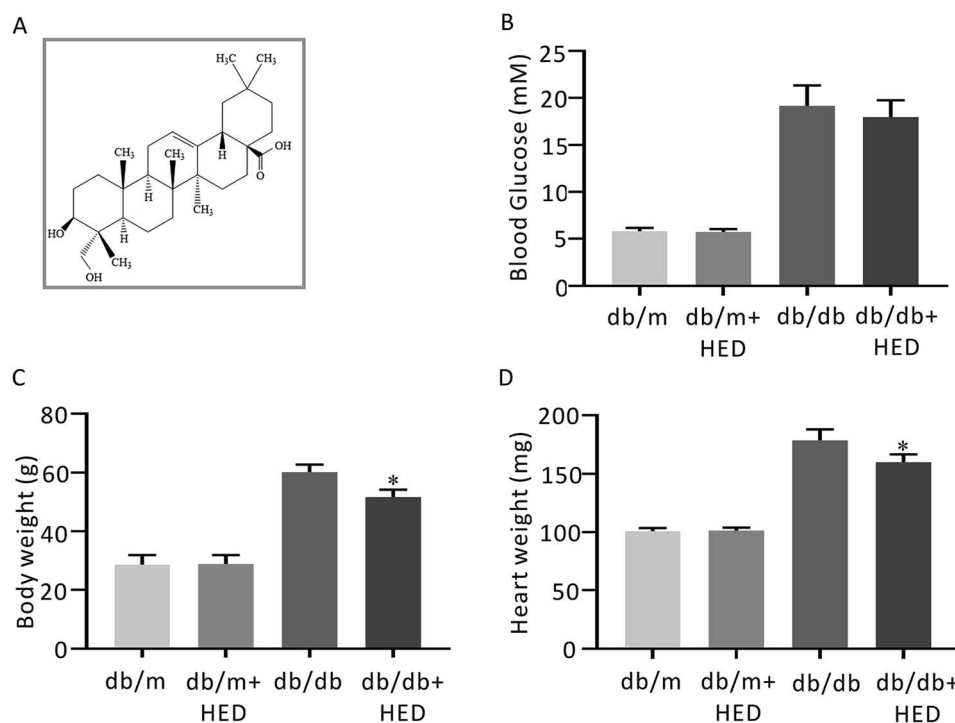 A
H₃C
CH₃
CH₃
CH₃
H
OH
O
H
CH₃
HO
H
CH₃
OH
B
Blood Glucose (mM)
25
20
15
10
5
0
db/m
db/m+
HED
db/db
db/db+
HED
C
Body weight (g)
80
60
40
20
0
*
db/m
db/m+
HED
db/db
db/db+
HED
D
Heart weight (mg)
200
150
100
50
0
*
db/m
db/m+
HED
db/db
db/db+
HED